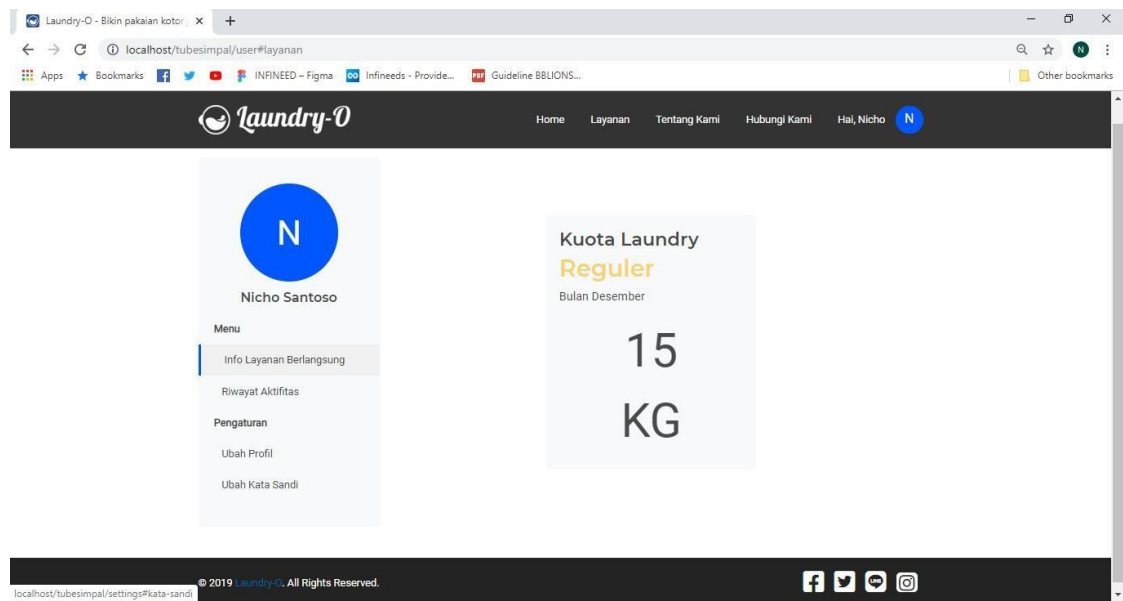 Laundry-O - Bikin pakaian kotor
localhost/tubesimpal/user#layanan
N
Apps Bookmarks INFINEED – Figma Infineeds - Provide... Guideline BBLIONS... Other bookmarks
Laundry-O
Home Layanan Tentang Kami Hubungi Kami Hai, Nicho N
N
Nicho Santoso
Menu
Info Layanan Berlangsung
Riwayat Aktifitas
Pengaturan
Ubah Profil
Ubah Kata Sandi
Kuota Laundry
Reguler
Bulan Desember
15
KG
© 2019 Laundry-O. All Rights Reserved.
localhost/tubesimpal/settings#kata-sandi